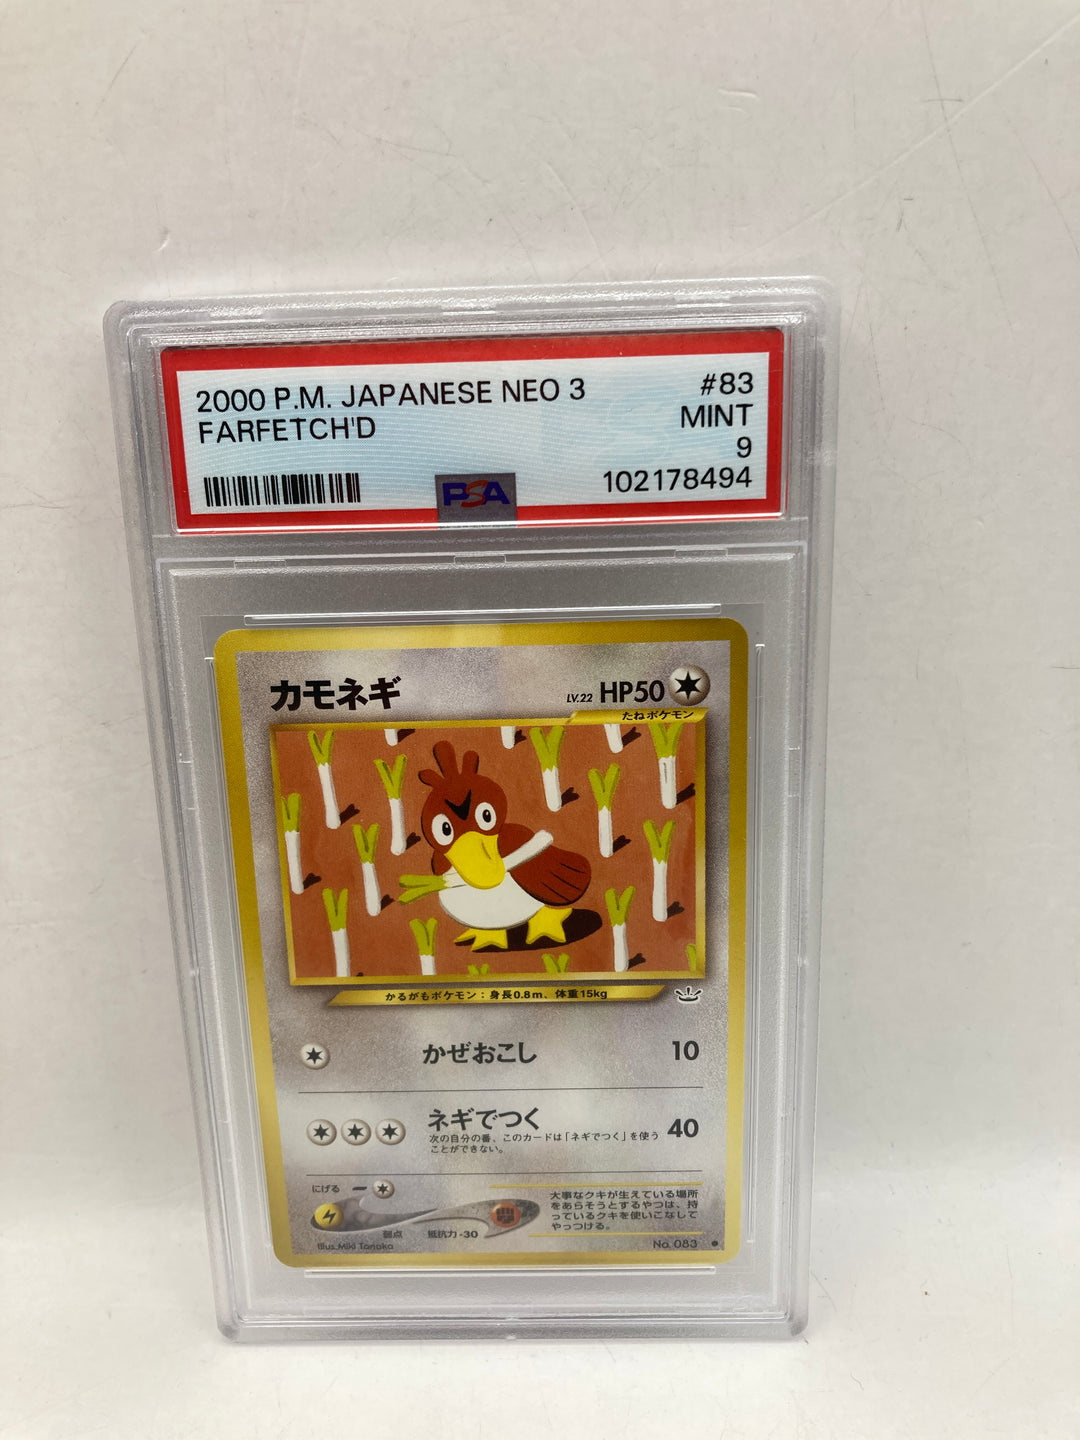 2000 P.M. JAPANESE NEO 3 #83
FARFETCH'D MINT
9
PSA 102178494
カモネギ LV.22 HP50
たねポケモン
かるがもポケモン：身長0.8m、体重15kg
かぜおこし 10
ネギでつく 40
次の自分の番、このカードは「ネギでつく」を使う
ことができない。
にげる
弱点 抵抗力 -30
大事なクキが生えている場所
をあらそうとするやつは、持
っているクキを使いこなして
やっつける。
Illus. Miki Tanaka No. 083